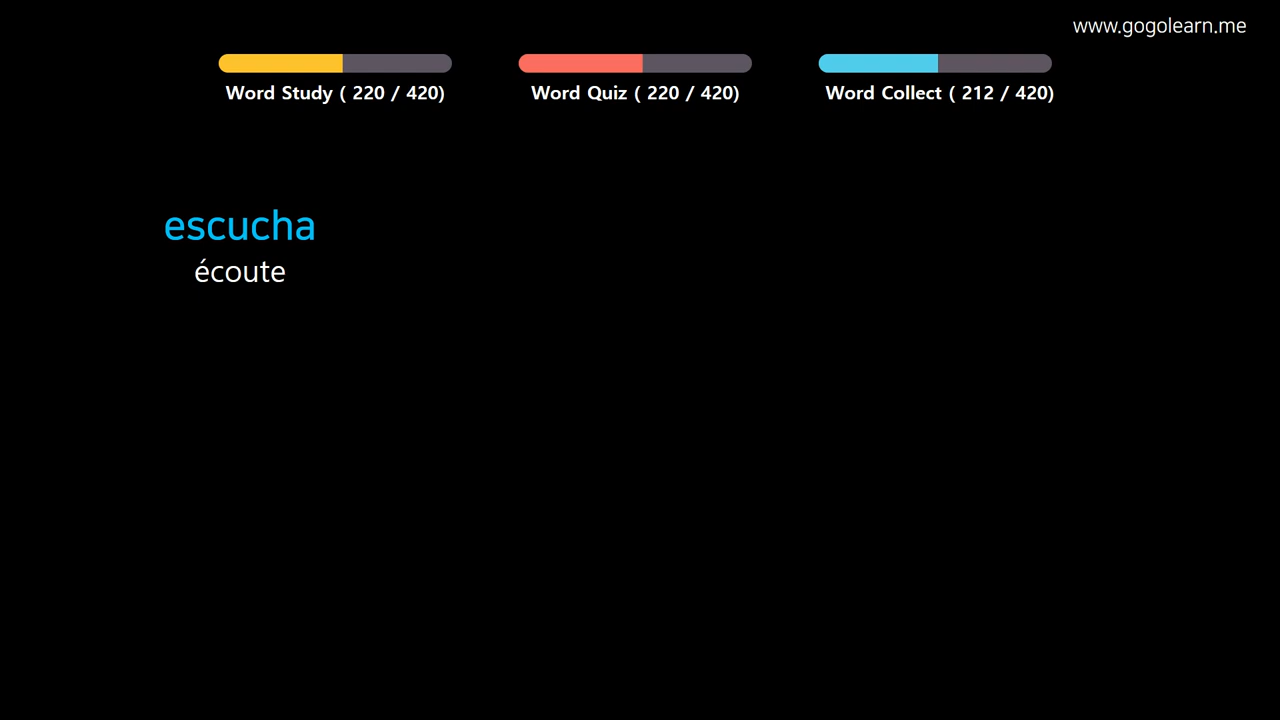 www.gogolearn.me
Word Study ( 220 / 420)
Word Quiz ( 220 / 420)
Word Collect ( 212 / 420)
escucha
écoute